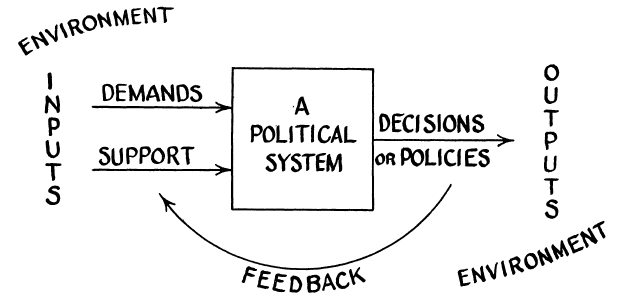 ENVIRONMENT
INPUTS
DEMANDS
SUPPORT
A
POLITICAL
SYSTEM
DECISIONS
OR POLICIES
OUTPUTS
FEEDBACK
ENVIRONMENT